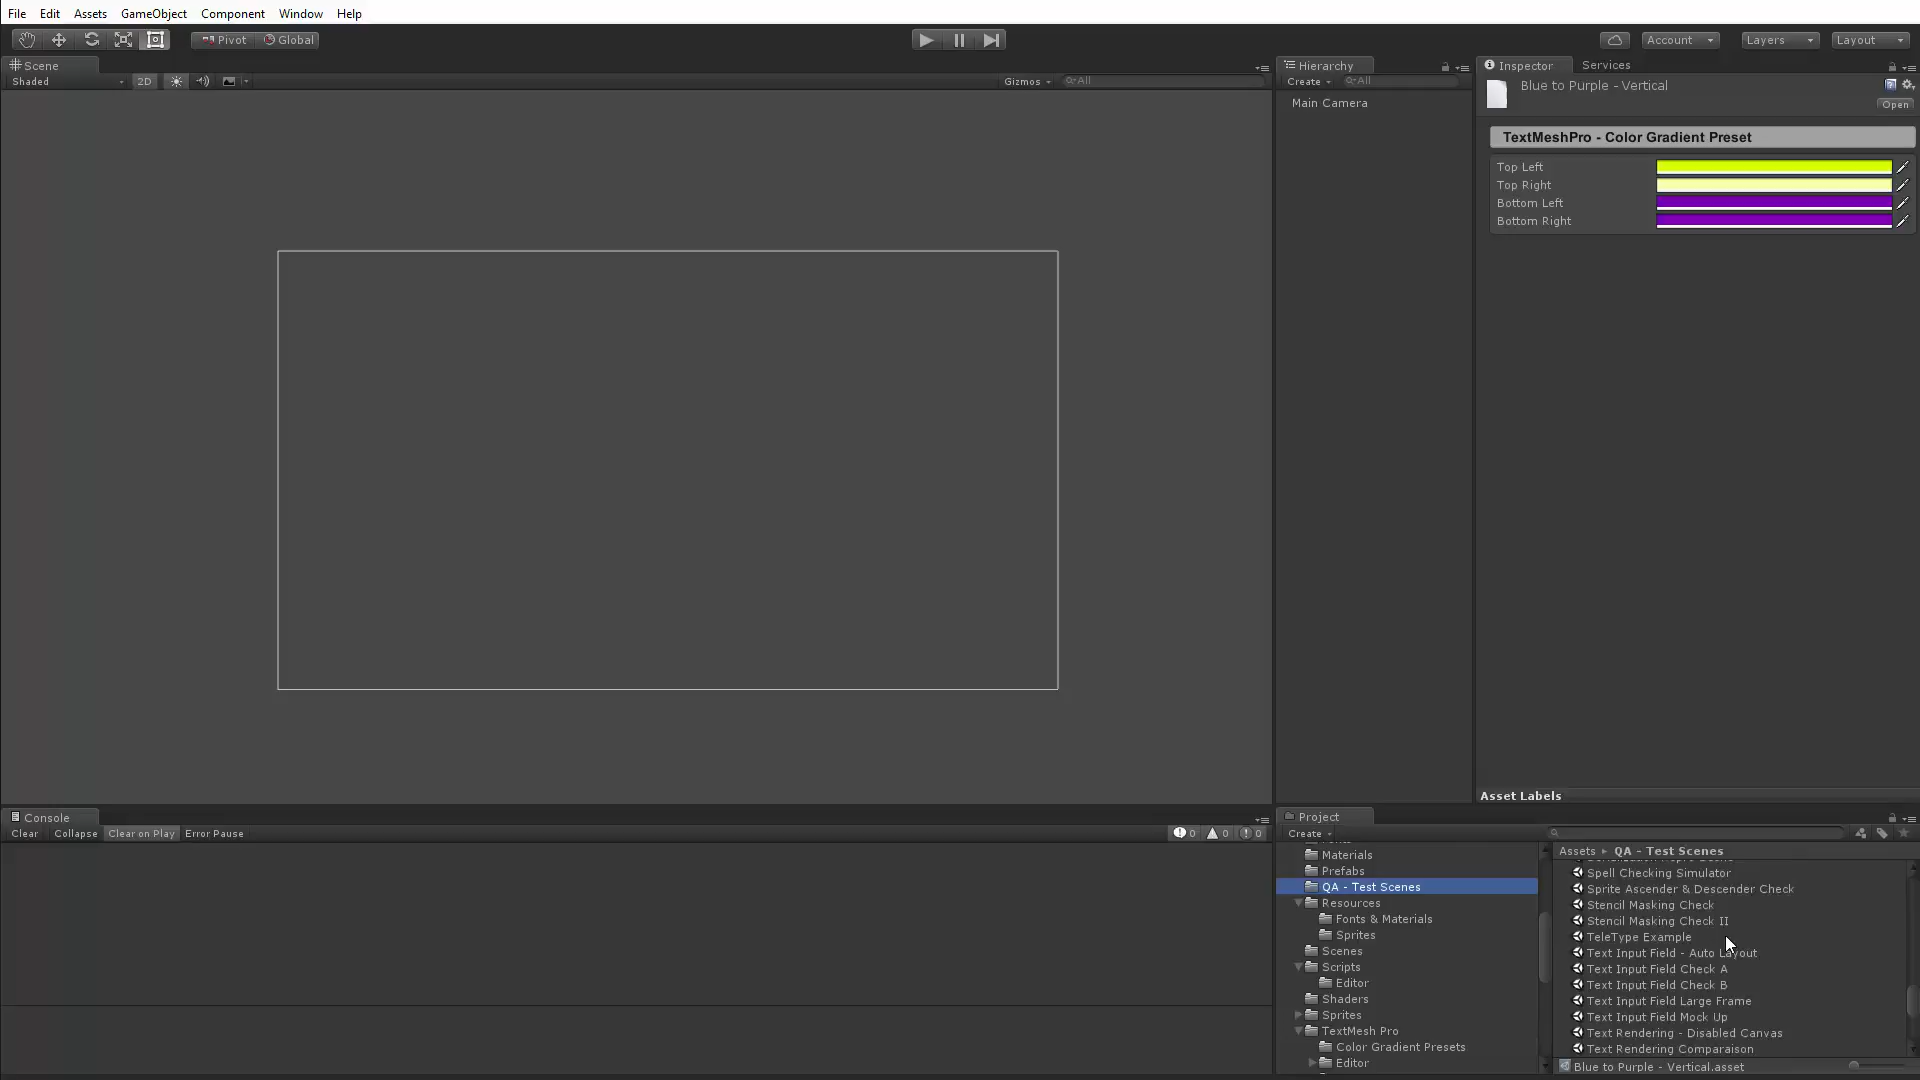 File Edit Assets GameObject Component Window Help
Pivot Global Account Layers Layout
Scene
Shaded 2D Gizmos All
Hierarchy
Create All
Main Camera
Inspector Services
Blue to Purple - Vertical
Open
TextMeshPro - Color Gradient Preset
Top Left
Top Right
Bottom Left
Bottom Right
Asset Labels
Console
Clear Collapse Clear on Play Error Pause 0 0 0
Project
Create
Materials
Prefabs
QA - Test Scenes
Resources
Fonts & Materials
Sprites
Scenes
Scripts
Editor
Shaders
Sprites
TextMesh Pro
Color Gradient Presets
Editor
Assets QA - Test Scenes
Spell Checking Simulator
Sprite Ascender & Descender Check
Stencil Masking Check
Stencil Masking Check II
TeleType Example
Text Input Field - Auto Layout
Text Input Field Check A
Text Input Field Check B
Text Input Field Large Frame
Text Input Field Mock Up
Text Rendering - Disabled Canvas
Text Rendering Comparaison
Blue to Purple - Vertical.asset